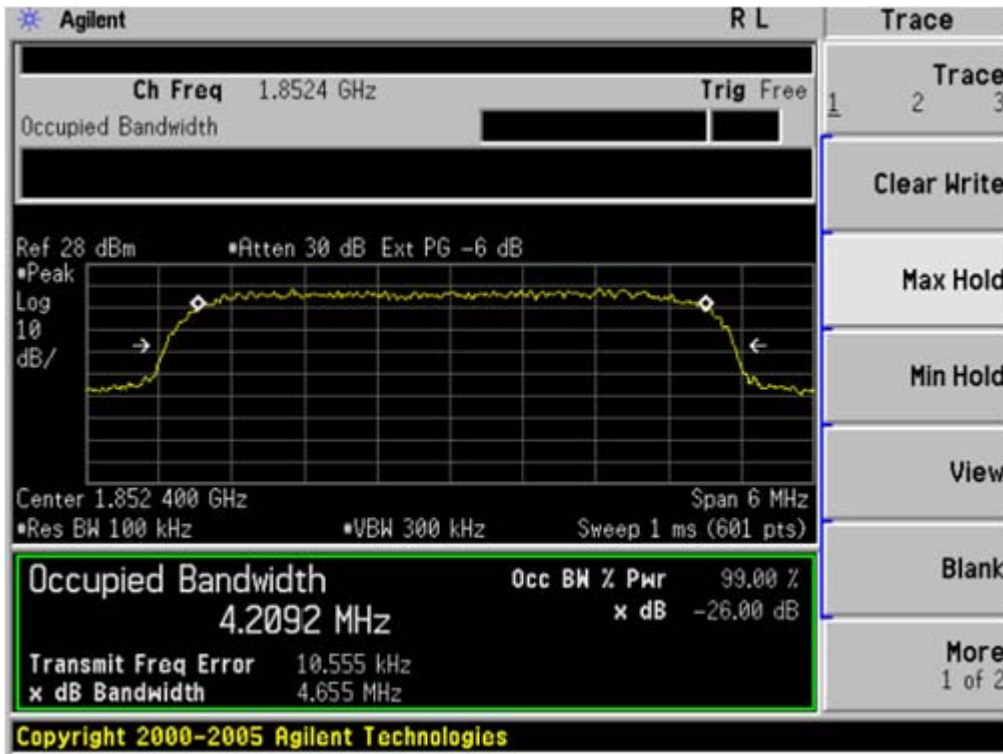 Agilent R L Trace
Ch Freq 1.8524 GHz Trig Free
Occupied Bandwidth
Trace
1 2 3
Clear Write
Max Hold
Min Hold
View
Blank
More
1 of 2
Ref 28 dBm *Atten 30 dB Ext PG -6 dB
*Peak
Log
10
dB/
Center 1.852 400 GHz Span 6 MHz
*Res BW 100 kHz *VBW 300 kHz Sweep 1 ms (601 pts)
Occupied Bandwidth Occ BW % Pwr 99.00 %
4.2092 MHz x dB -26.00 dB
Transmit Freq Error 10.555 kHz
x dB Bandwidth 4.655 MHz
Copyright 2000-2005 Agilent Technologies